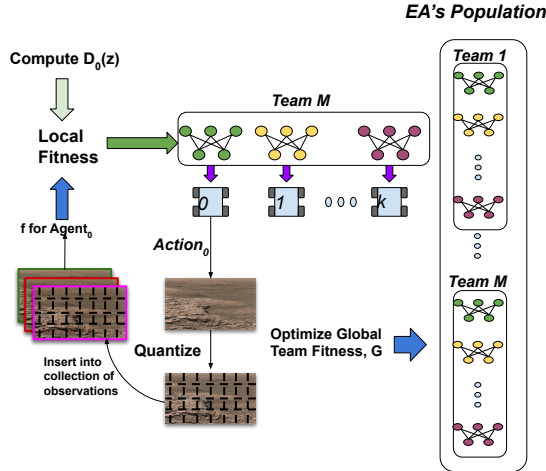 EA's Population
Compute D₀(z)
Team 1
Team M
Local
Fitness
0
1
k
f for Agent₀
Action₀
Team M
Optimize Global
Team Fitness, G
Quantize
Insert into
collection of
observations